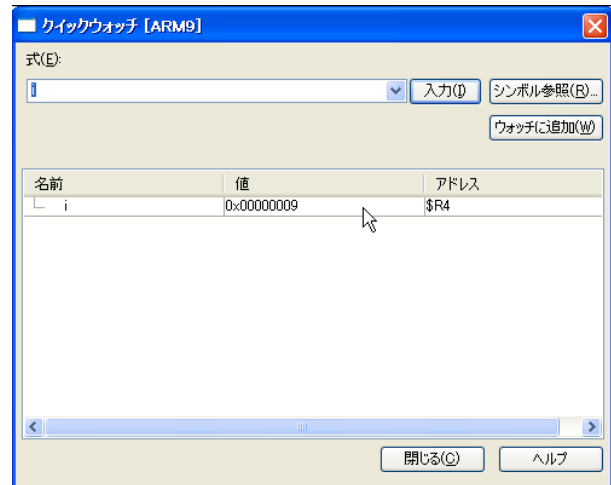 クイックウォッチ [ARM9]
式(E):
i 入力(I) シンボル参照(R)...
ウォッチに追加(W)
名前 値 アドレス
i 0x00000009 $R4
閉じる(C) ヘルプ